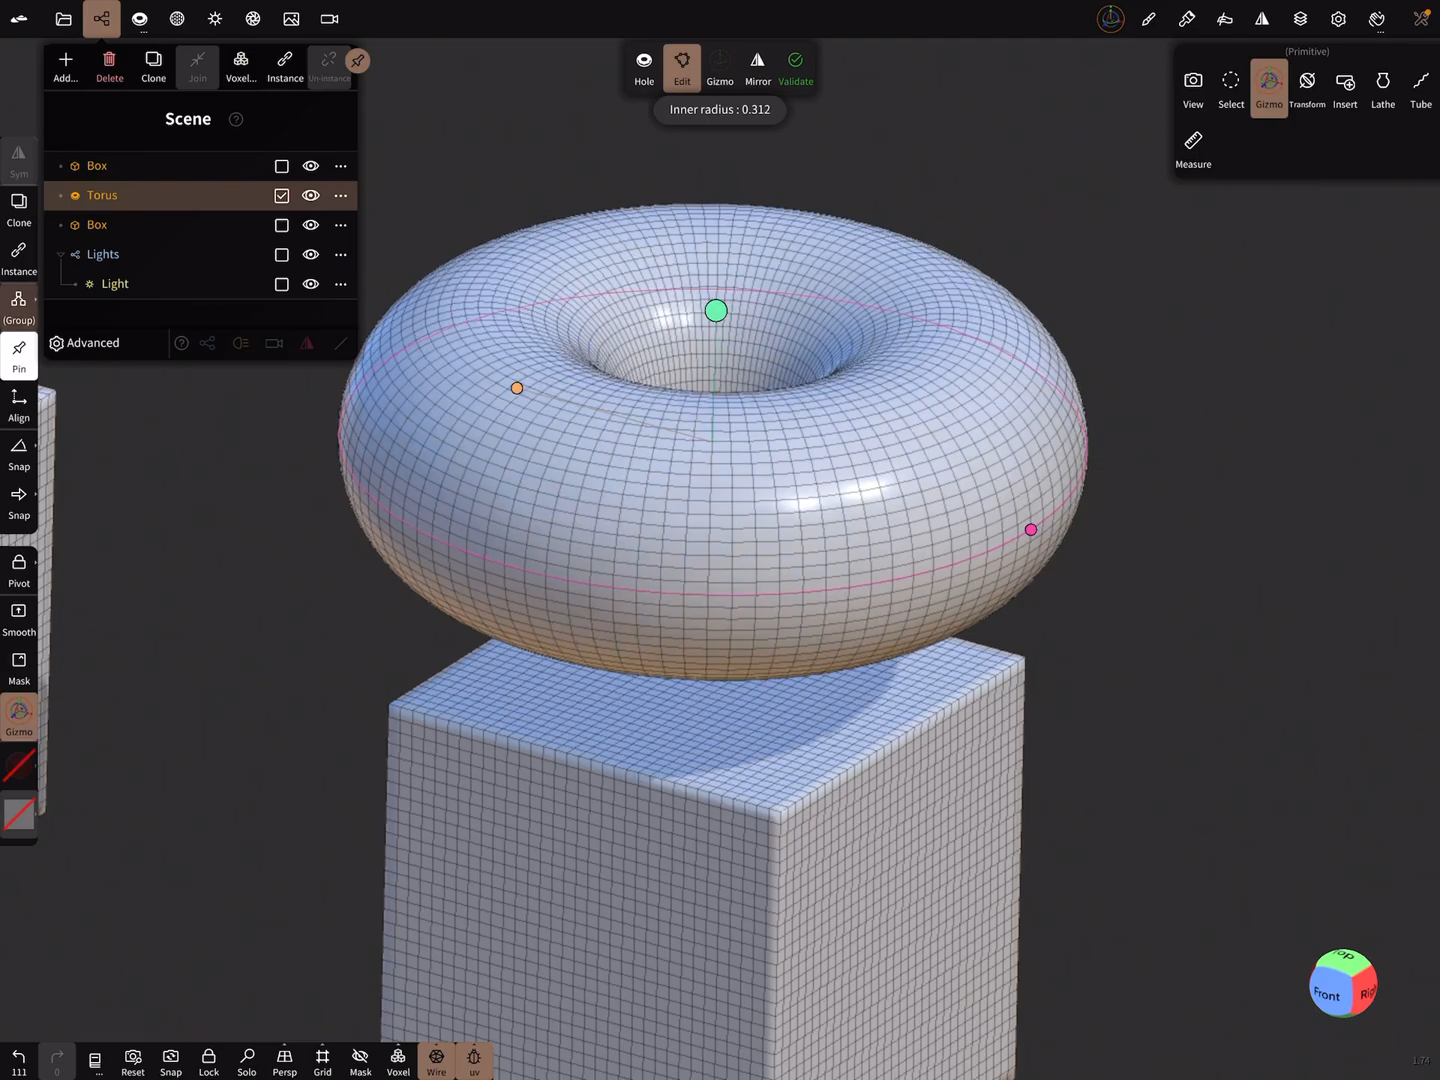 Add...
Delete
Clone
Join
Voxel...
Instance
Un-instance
Hole
Edit
Gizmo
Mirror
Validate
Inner radius : 0.312
(Primitive)
View
Select
Gizmo
Transform
Insert
Lathe
Tube
Measure
Scene
Box
Torus
Box
Lights
Light
Advanced
Sym
Clone
Instance
(Group)
Pin
Align
Snap
Snap
Pivot
Smooth
Mask
Gizmo
Top
Front
Rig
111
0
...
Reset
Snap
Lock
Solo
Persp
Grid
Mask
Voxel
Wire
uv
1.74